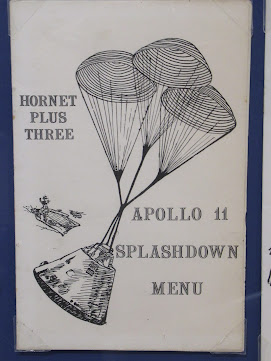 HORNET
PLUS
THREE
APOLLO 11
SPLASHDOWN
MENU